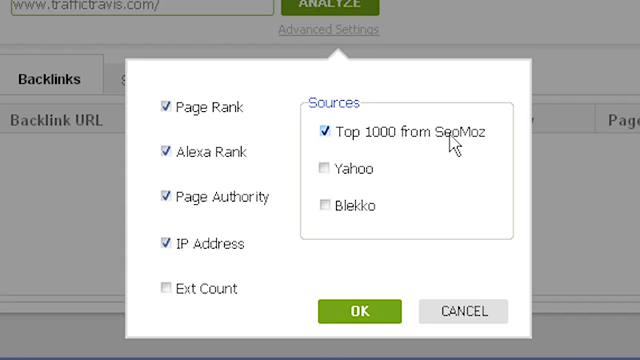 www.traffictravis.com/
ANALYZE
Advanced Settings
Backlinks
Backlink URL
Page
Page Rank
Alexa Rank
Page Authority
IP Address
Ext Count
Sources
Top 1000 from SeoMoz
Yahoo
Blekko
OK
CANCEL